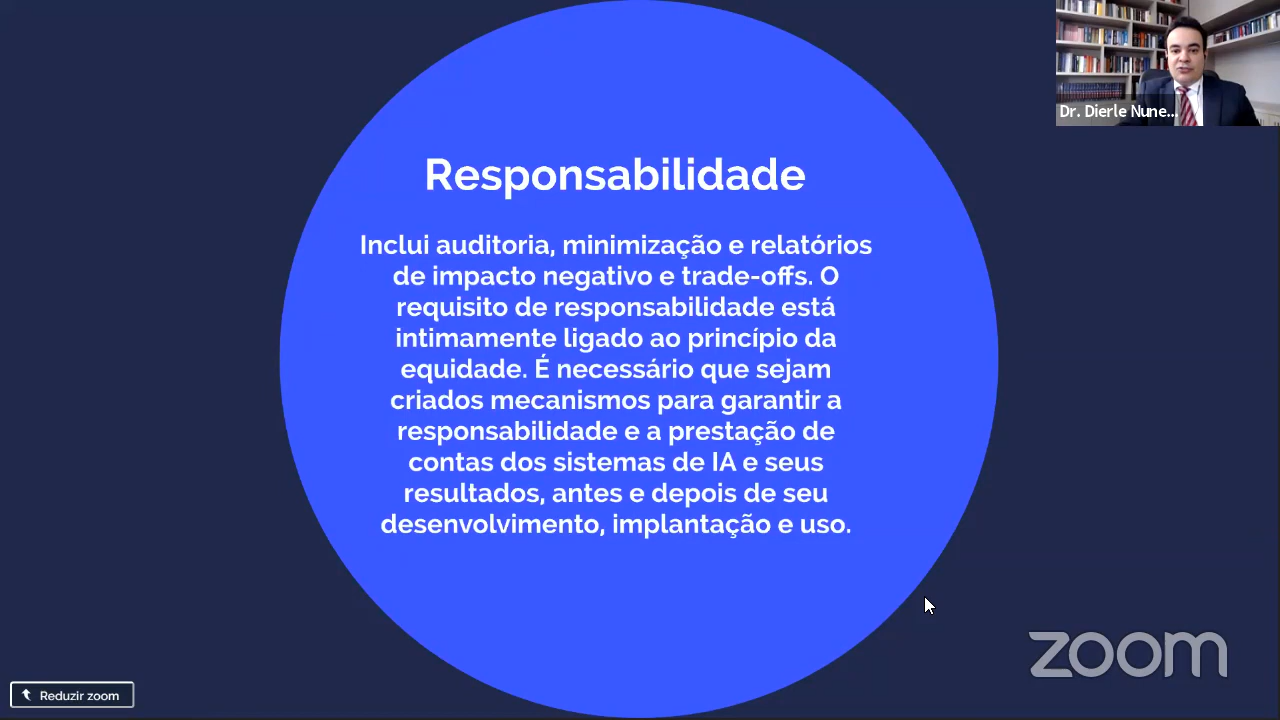 Dr. Dierle Nune...
Responsabilidade
Inclui auditoria, minimização e relatórios
de impacto negativo e trade-offs. O
requisito de responsabilidade está
intimamente ligado ao princípio da
equidade. É necessário que sejam
criados mecanismos para garantir a
responsabilidade e a prestação de
contas dos sistemas de IA e seus
resultados, antes e depois de seu
desenvolvimento, implantação e uso.
zoom
Reduzir zoom